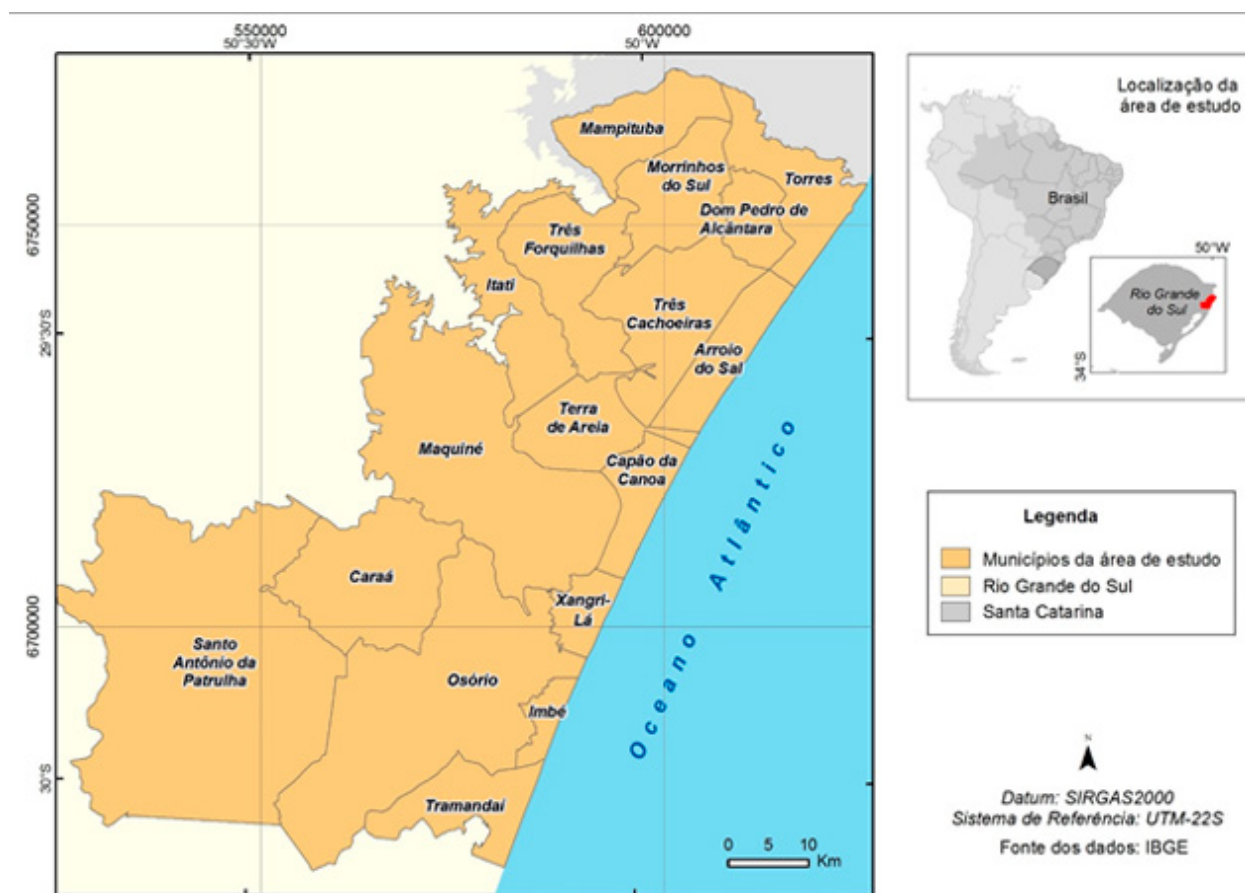 550000
600000
50°30'W
50°W
6750000
29°30'S
6700000
30°S
Mampituba
Morrinhos
do Sul
Torres
Dom Pedro de
Alcântara
Três
Forquilhas
Itati
Três
Cachoeiras
Arroio
do Sal
Terra
de Areia
Maquiné
Capão da
Canoa
Caraá
Xangri-
Lá
Santo
Antônio da
Patrulha
Osório
Imbé
Tramandaí
Oceano Atlântico
0 5 10
Km
Localização da
área de estudo
Brasil
50°W
Rio Grande
do Sul
34°S
Legenda
Municípios da área de estudo
Rio Grande do Sul
Santa Catarina
N
Datum: SIRGAS2000
Sistema de Referência: UTM-22S
Fonte dos dados: IBGE